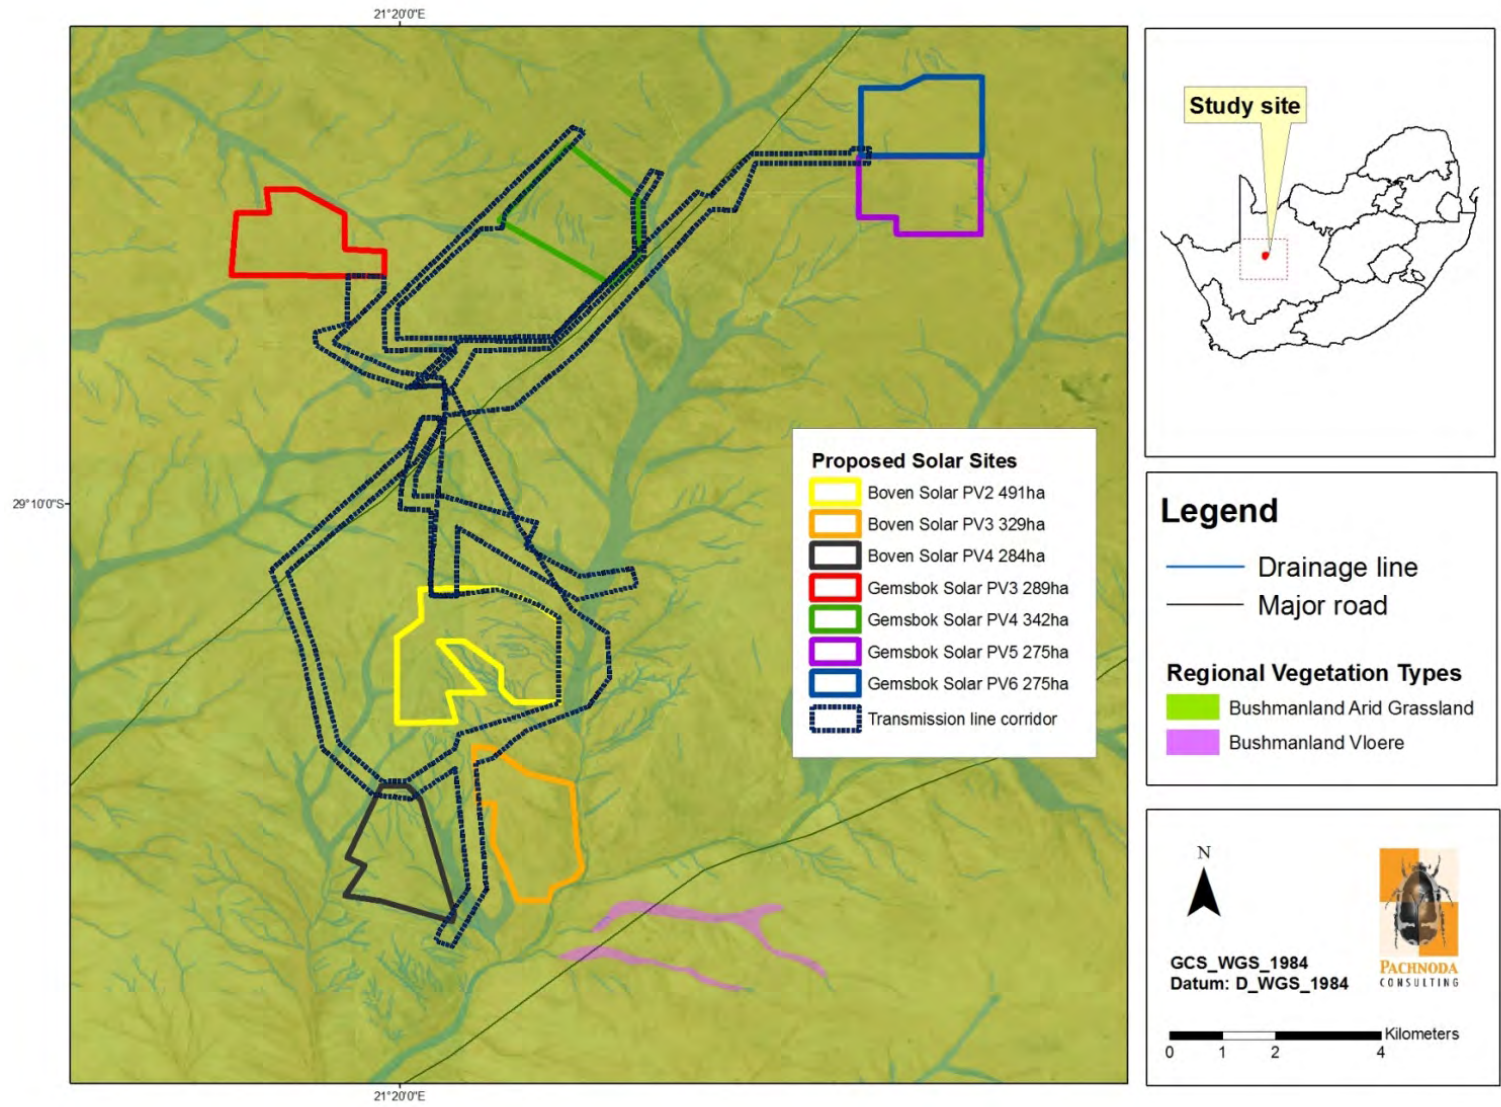 21°20'0"E
29°10'0"S
Study site
Proposed Solar Sites
Boven Solar PV2 491ha
Boven Solar PV3 329ha
Boven Solar PV4 284ha
Gemsbok Solar PV3 289ha
Gemsbok Solar PV4 342ha
Gemsbok Solar PV5 275ha
Gemsbok Solar PV6 275ha
Transmission line corridor
Legend
Drainage line
Major road
Regional Vegetation Types
Bushmanland Arid Grassland
Bushmanland Vloere
N
GCS_WGS_1984
Datum: D_WGS_1984
PACHNODA
CONSULTING
Kilometers
0 1 2 4
21°20'0"E